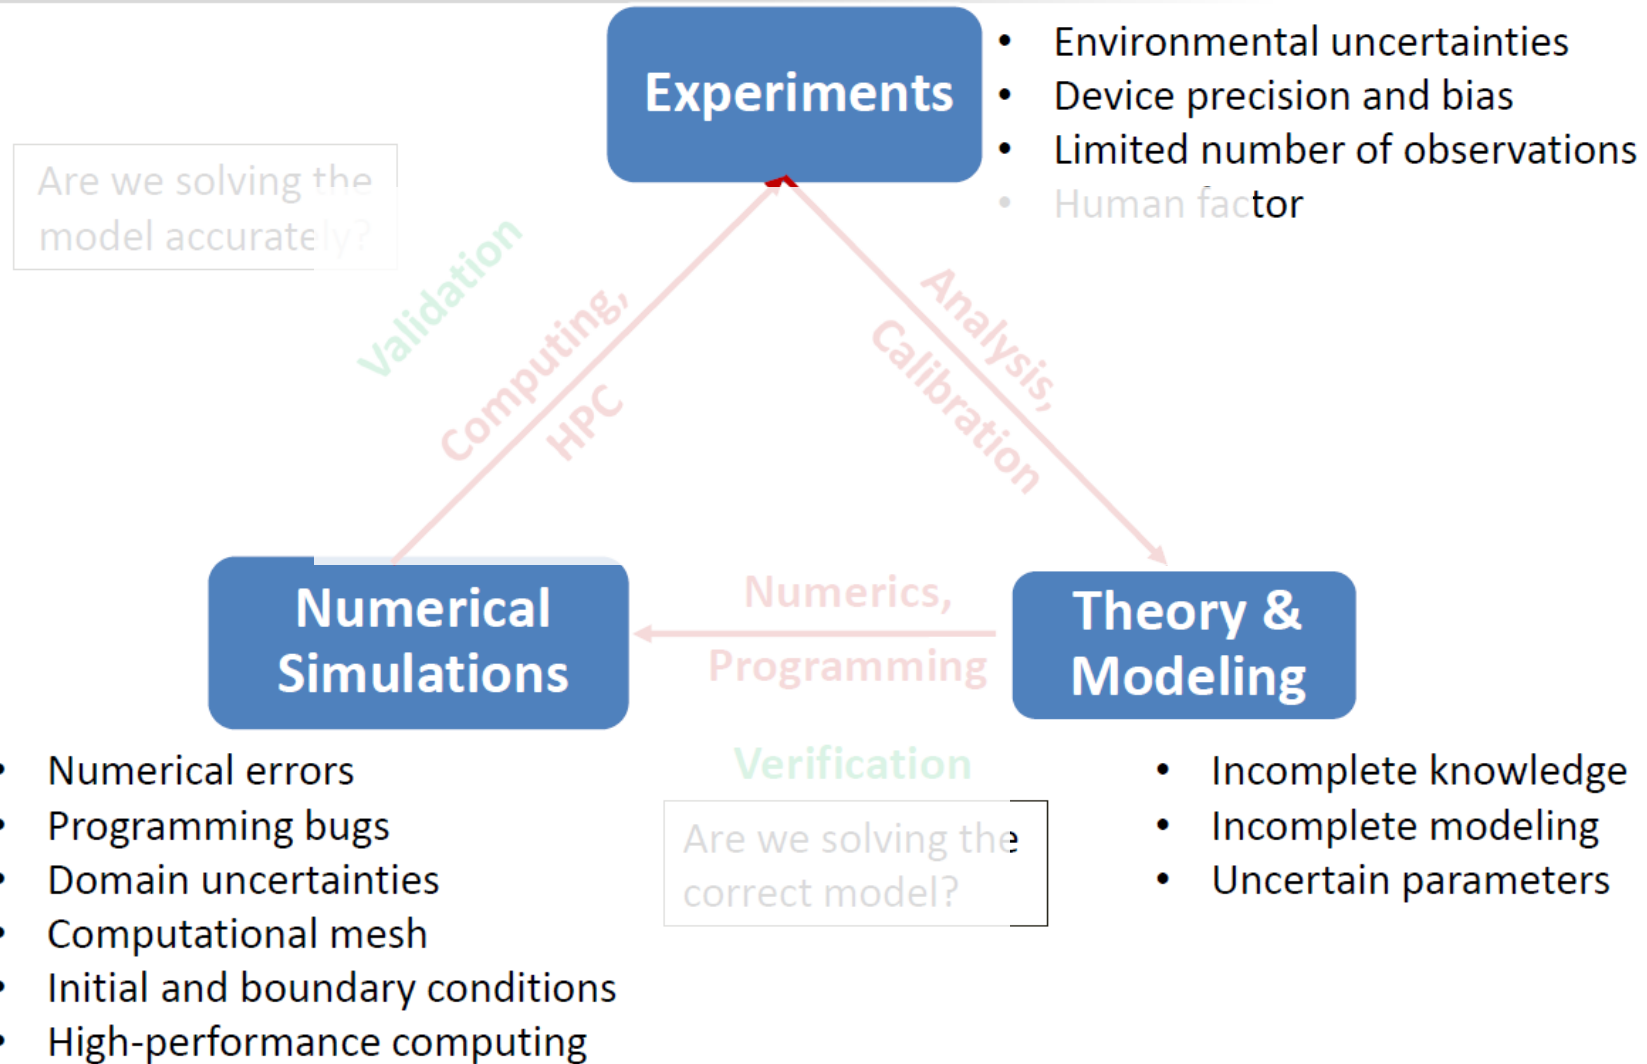 Experiments
• Environmental uncertainties
• Device precision and bias
• Limited number of observations
• Human factor
Are we solving the
model accurately?
Validation
Computing,
HPC
Analysis,
Calibration
Numerical
Simulations
Numerics,
Programming
Theory &
Modeling
• Numerical errors
• Programming bugs
• Domain uncertainties
• Computational mesh
• Initial and boundary conditions
• High-performance computing
Verification
Are we solving the
correct model?
• Incomplete knowledge
• Incomplete modeling
• Uncertain parameters